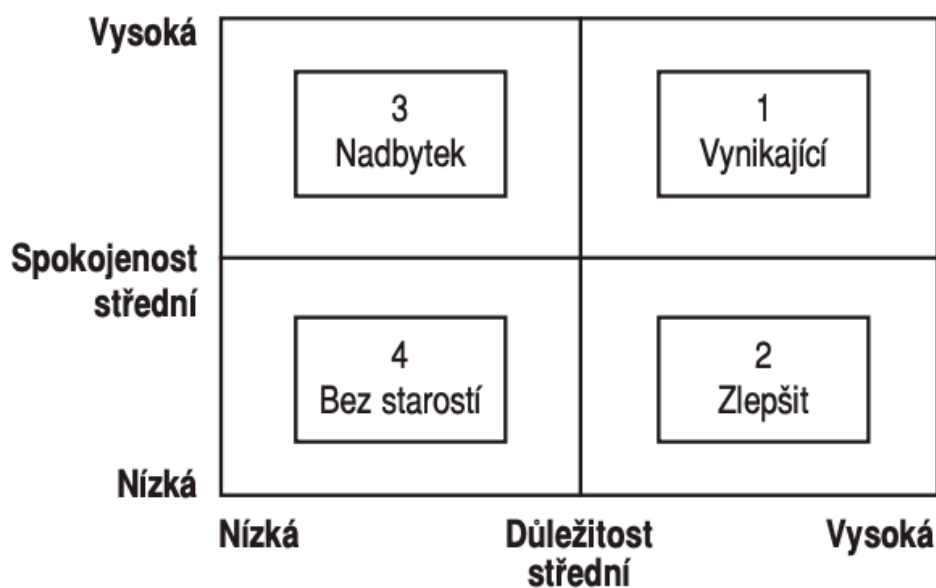 Vysoká
3
Nadbytek
1
Vynikající
Spokojenost
střední
4
Bez starostí
2
Zlepšit
Nízká
Nízká
Důležitost
střední
Vysoká